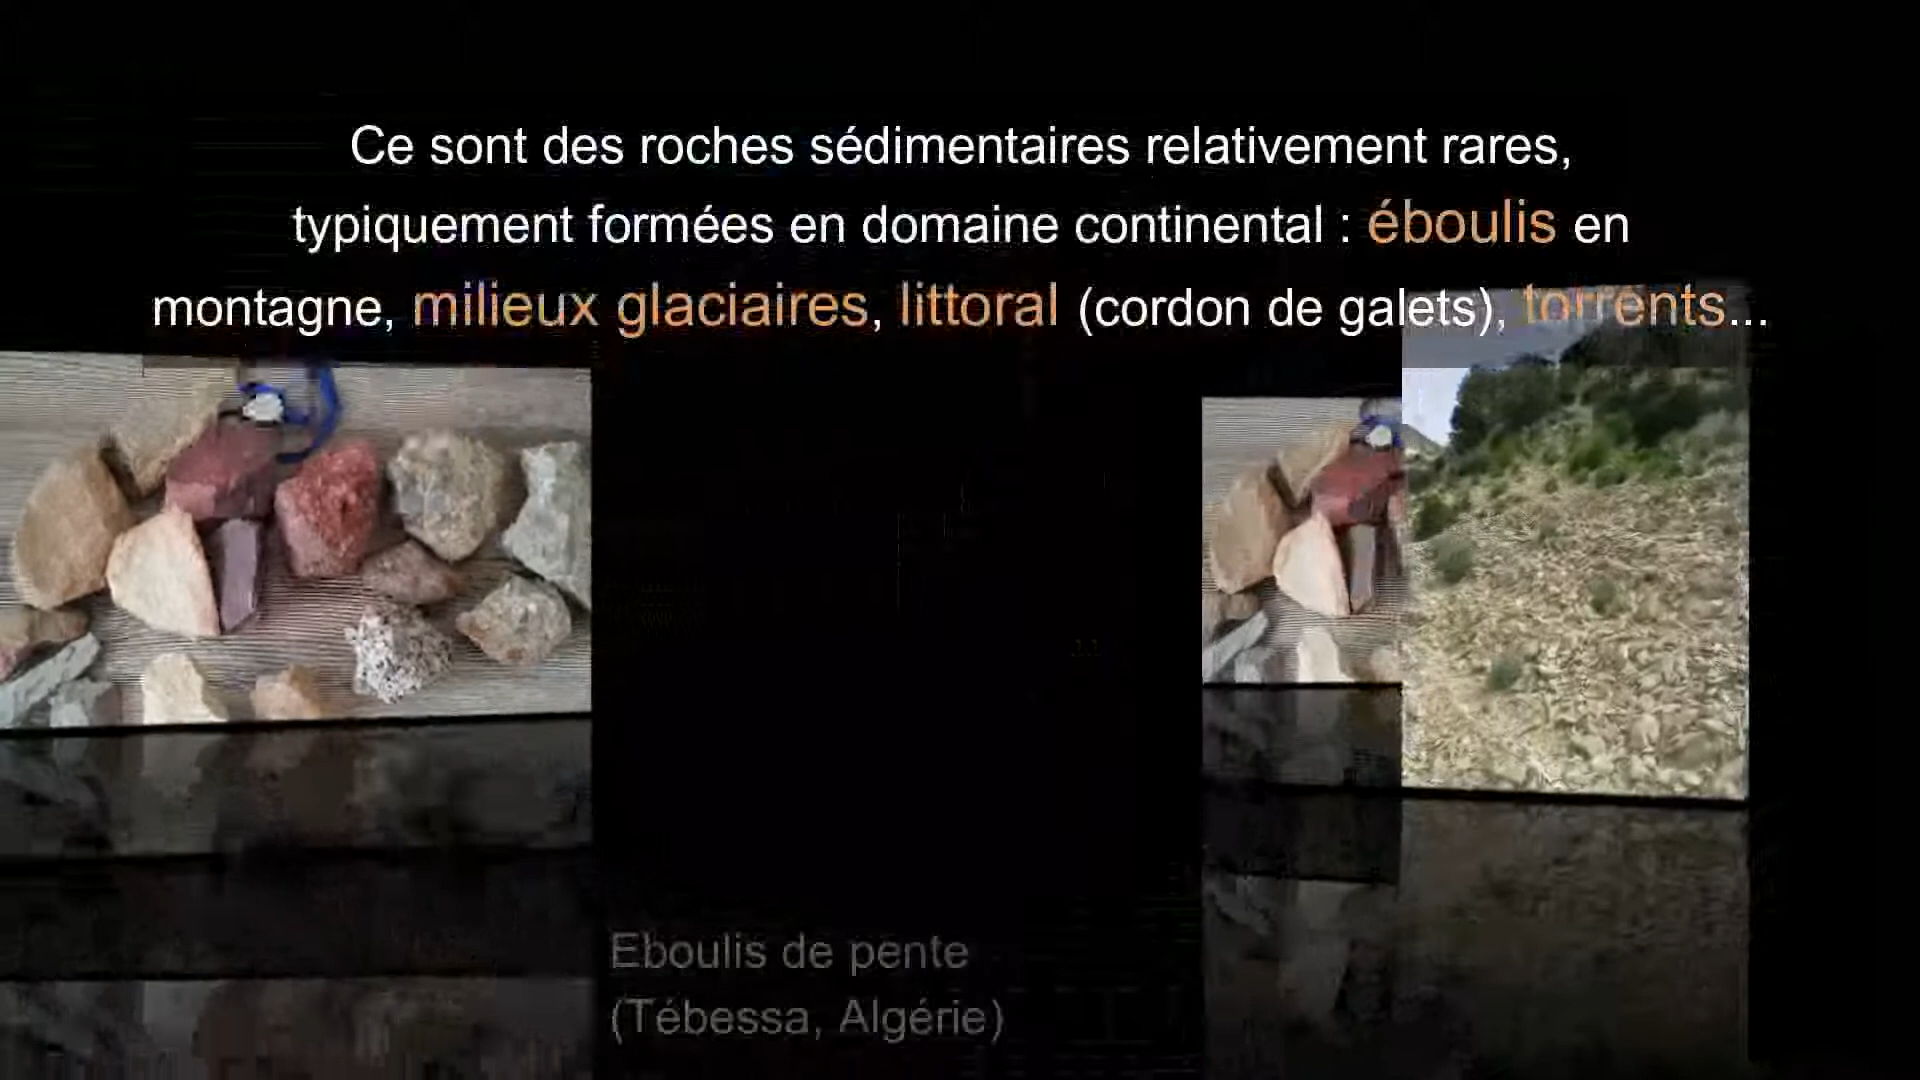 Ce sont des roches sédimentaires relativement rares,
typiquement formées en domaine continental : éboulis en
montagne, milieux glaciaires, littoral (cordon de galets), torrents...
Eboulis de pente
(Tébessa, Algérie)